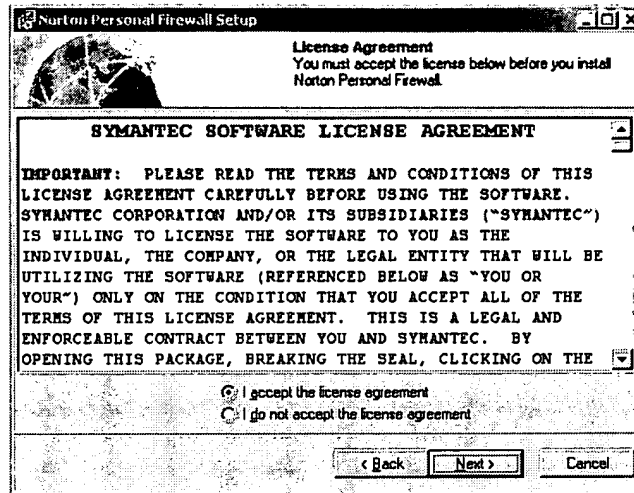 Norton Personal Firewall Setup
License Agreement
You must accept the license below before you install
Norton Personal Firewall.
SYMANTEC SOFTWARE LICENSE AGREEMENT
IMPORTANT: PLEASE READ THE TERMS AND CONDITIONS OF THIS
LICENSE AGREEMENT CAREFULLY BEFORE USING THE SOFTWARE.
SYMANTEC CORPORATION AND/OR ITS SUBSIDIARIES ("SYMANTEC")
IS WILLING TO LICENSE THE SOFTWARE TO YOU AS THE
INDIVIDUAL, THE COMPANY, OR THE LEGAL ENTITY THAT WILL BE
UTILIZING THE SOFTWARE (REFERENCED BELOW AS "YOU OR
YOUR") ONLY ON THE CONDITION THAT YOU ACCEPT ALL OF THE
TERMS OF THIS LICENSE AGREEMENT. THIS IS A LEGAL AND
ENFORCEABLE CONTRACT BETWEEN YOU AND SYMANTEC. BY
OPENING THIS PACKAGE, BREAKING THE SEAL, CLICKING ON THE
I accept the license agreement
I do not accept the license agreement
< Back
Next >
Cancel